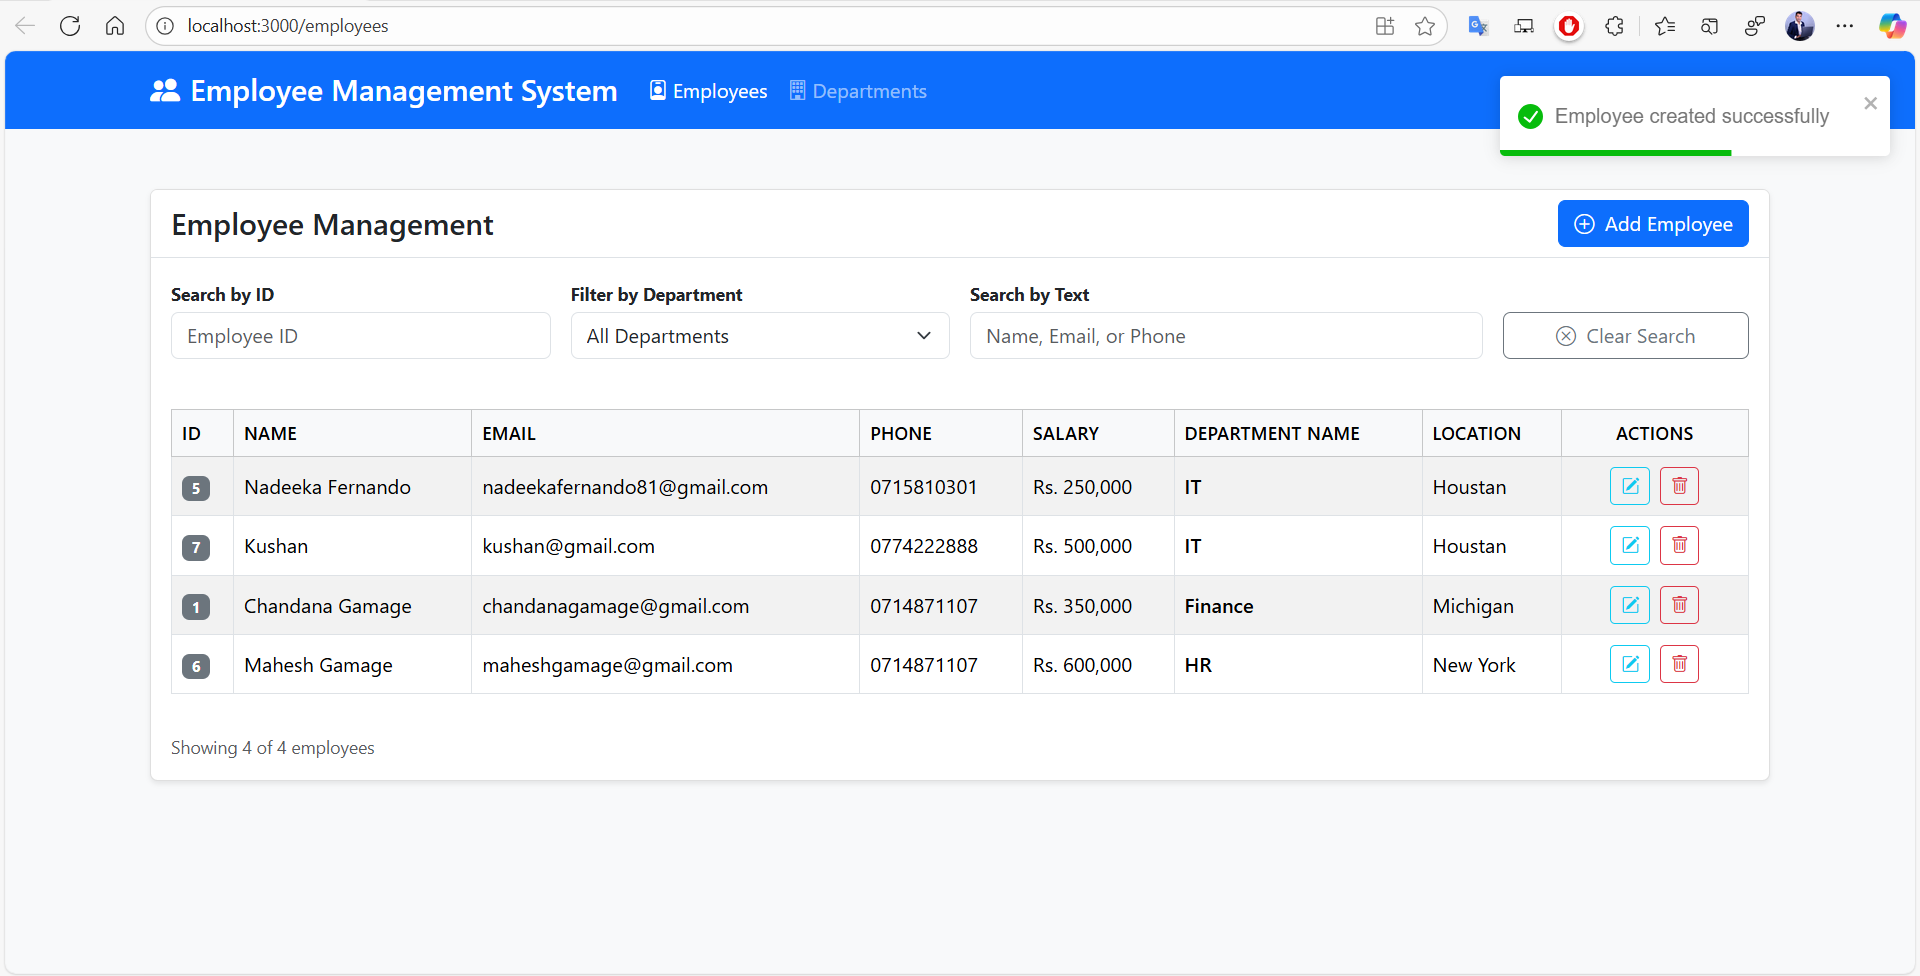 localhost:3000/employees
Employee Management System Employees Departments
Employee created successfully
Employee Management Add Employee
Search by ID Filter by Department Search by Text
Employee ID All Departments Name, Email, or Phone Clear Search
ID NAME EMAIL PHONE SALARY DEPARTMENT NAME LOCATION ACTIONS
5 Nadeeka Fernando nadeekafernando81@gmail.com 0715810301 Rs. 250,000 IT Houstan
7 Kushan kushan@gmail.com 0774222888 Rs. 500,000 IT Houstan
1 Chandana Gamage chandanagamage@gmail.com 0714871107 Rs. 350,000 Finance Michigan
6 Mahesh Gamage maheshgamage@gmail.com 0714871107 Rs. 600,000 HR New York
Showing 4 of 4 employees